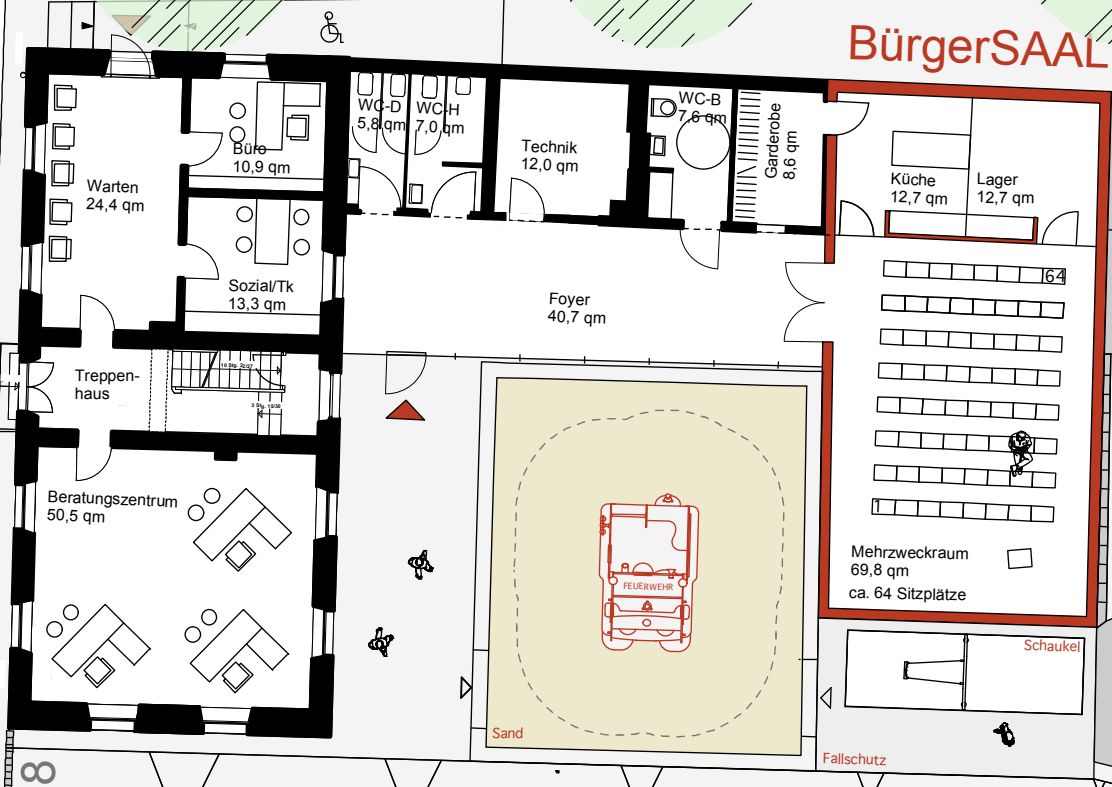 BürgerSAAL
WC-D
5,8 qm
WC-H
7,0 qm
WC-B
7,6 qm
Garderobe
8,6 qm
Büro
10,9 qm
Technik
12,0 qm
Warten
24,4 qm
Küche
12,7 qm
Lager
12,7 qm
64
Sozial/Tk
13,3 qm
Foyer
40,7 qm
Treppen-
haus
Beratungszentrum
50,5 qm
1
Mehrzweckraum
69,8 qm
ca. 64 Sitzplätze
FEUERWEHR
Schaukel
Sand
Fallschutz
8